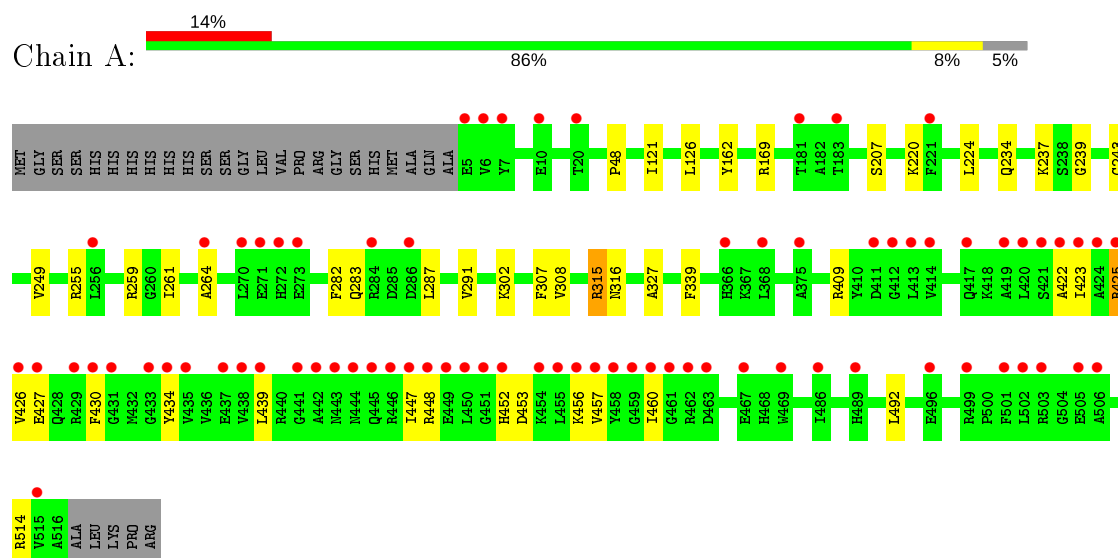 14%
Chain A:
86% 8% 5%
MET GLY SER SER HIS HIS HIS HIS HIS HIS SER SER GLY LEU VAL PRO ARG GLY SER HIS MET ALA GLN ALA E5 V6 Y7 E10 T20 P48 I121 L126 Y162 R169 T181 A182 T183 S207 K220 F221 L224 Q234 K237 S238 G239 G243
V249 R255 L256 R259 G260 I261 A264 L270 E271 H272 E273 F282 Q283 R284 D285 D286 L287 V291 K302 F307 V308 R315 N316 A327 F339 H366 K367 L368 A375 R409 Y410 D411 G412 L413 V414 Q417 K418 A419 L420 S421 A422 I423 A424 R425
V426 E427 Q428 R429 F430 G431 M432 G433 Y434 V435 V436 E437 V438 L439 R440 G441 A442 N443 N444 Q445 R446 I447 R448 E449 L450 G451 H452 D453 K454 L455 K456 V457 Y458 G459 I460 G461 R462 D463 E467 H468 W469 I486 H489 L492 E496 R499 P500 F501 L502 R503 G504 E505 A506
R514 V515 A516 ALA LEU LYS PRO ARG